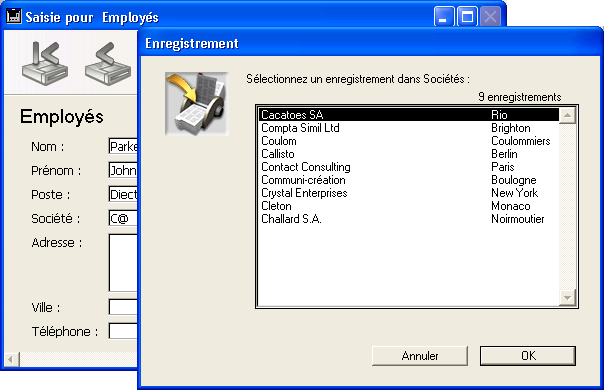 Saisie pour Employés
Enregistrement
Sélectionnez un enregistrement dans Sociétés :
9 enregistrements
Cacatoes SA Rio
Compta Simil Ltd Brighton
Coulom Coulommiers
Callisto Berlin
Contact Consulting Paris
Communi-création Boulogne
Crystal Enterprises New York
Cleton Monaco
Challard S.A. Noirmoutier
Annuler OK
Employés
Nom : Parke
Prénom : John
Poste : Diect
Société : C@
Adresse :
Ville :
Téléphone :